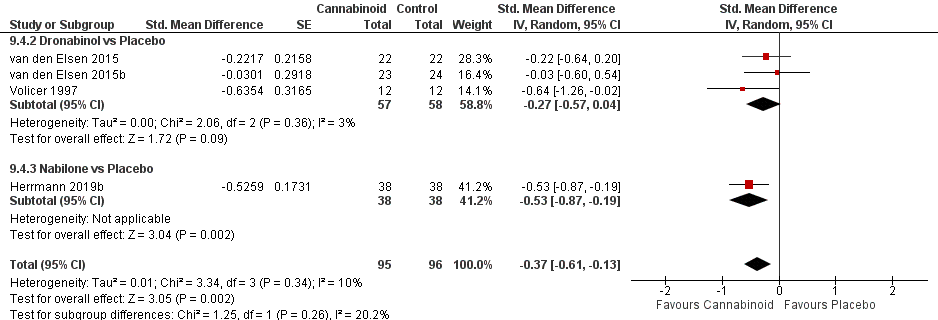 Cannabinoid Control Std. Mean Difference Std. Mean Difference
Study or Subgroup Std. Mean Difference SE Total Total Weight IV, Random, 95% CI IV, Random, 95% CI
9.4.2 Dronabinol vs Placebo
van den Elsen 2015 -0.2217 0.2158 22 22 28.3% -0.22 [-0.64, 0.20]
van den Elsen 2015b -0.0301 0.2918 23 24 16.4% -0.03 [-0.60, 0.54]
Volicer 1997 -0.6354 0.3165 12 12 14.1% -0.64 [-1.26, -0.02]
Subtotal (95% CI) 57 58 58.8% -0.27 [-0.57, 0.04]
Heterogeneity: Tau² = 0.00; Chi² = 2.06, df = 2 (P = 0.36); I² = 3%
Test for overall effect: Z = 1.72 (P = 0.09)
9.4.3 Nabilone vs Placebo
Herrmann 2019b -0.5259 0.1731 38 38 41.2% -0.53 [-0.87, -0.19]
Subtotal (95% CI) 38 38 41.2% -0.53 [-0.87, -0.19]
Heterogeneity: Not applicable
Test for overall effect: Z = 3.04 (P = 0.002)
Total (95% CI) 95 96 100.0% -0.37 [-0.61, -0.13]
Heterogeneity: Tau² = 0.01; Chi² = 3.34, df = 3 (P = 0.34); I² = 10%
Test for overall effect: Z = 3.05 (P = 0.002)
Test for subgroup differences: Chi² = 1.25, df = 1 (P = 0.26), I² = 20.2%
-2 -1 0 1 2
Favours Cannabinoid Favours Placebo